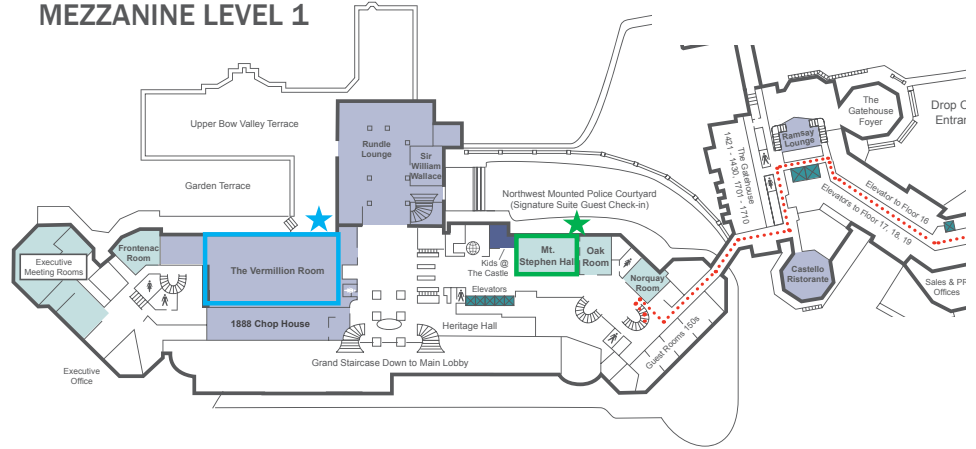 MEZZANINE LEVEL 1
Upper Bow Valley Terrace
Garden Terrace
Rundle
Lounge
Sir
William
Wallace
Northwest Mounted Police Courtyard
(Signature Suite Guest Check-in)
The Gatehouse
1421 - 1430, 1701 - 1710
Ramsay
Lounge
The
Gatehouse
Foyer
Drop O
Entran
Elevator to Floor 16
Elevators to Floor 17, 18, 19
Executive
Meeting Rooms
Frontenac
Room
The Vermillion Room
1888 Chop House
Kids @
The Castle
Mt.
Stephen Hall
Oak
Room
Norquay
Room
Elevators
Heritage Hall
Guest Rooms 150s
Castello
Ristorante
Sales & PR
Offices
Grand Staircase Down to Main Lobby
Executive
Office